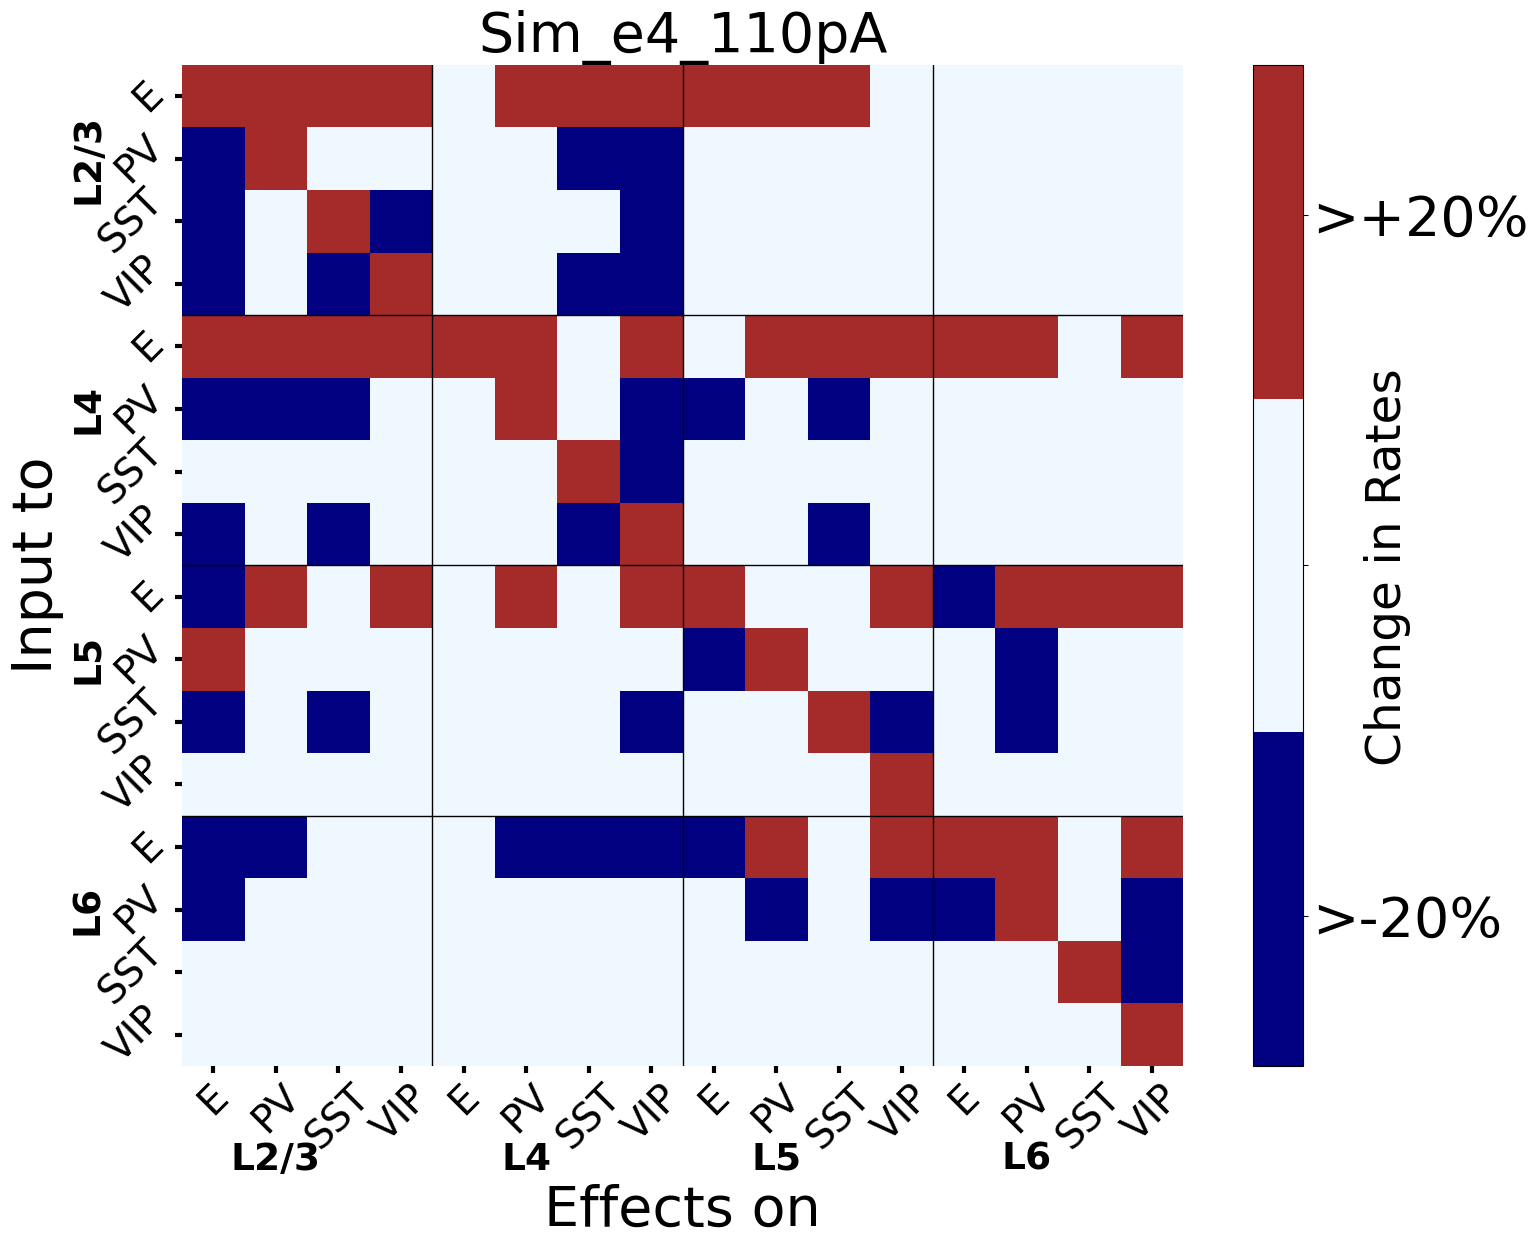 Sim_e4_110pA
Input to
L2/3
E
PV
SST
VIP
L4
E
PV
SST
VIP
L5
E
PV
SST
VIP
L6
E
PV
SST
VIP
E PV SST VIP E PV SST VIP E PV SST VIP E PV SST VIP
L2/3 L4 L5 L6
Effects on
>+20%
>-20%
Change in Rates